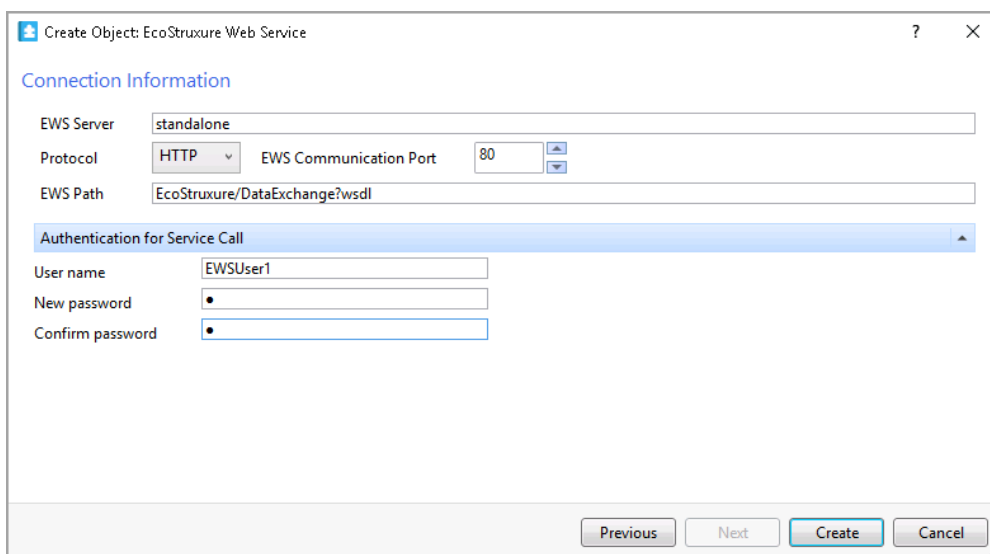 Create Object: EcoStruxure Web Service ?
Connection Information
EWS Server standalone
Protocol HTTP EWS Communication Port 80
EWS Path EcoStruxure/DataExchange?wsdl
Authentication for Service Call
User name EWSUser1
New password ●
Confirm password ●
Previous Next Create Cancel